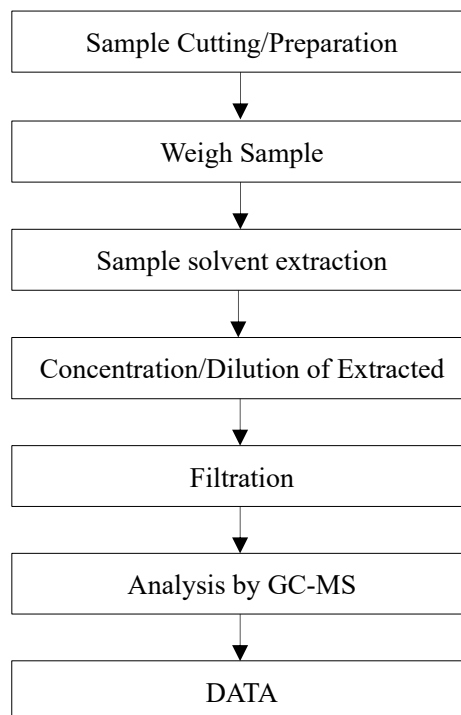 Sample Cutting/Preparation
Weigh Sample
Sample solvent extraction
Concentration/Dilution of Extracted
Filtration
Analysis by GC-MS
DATA